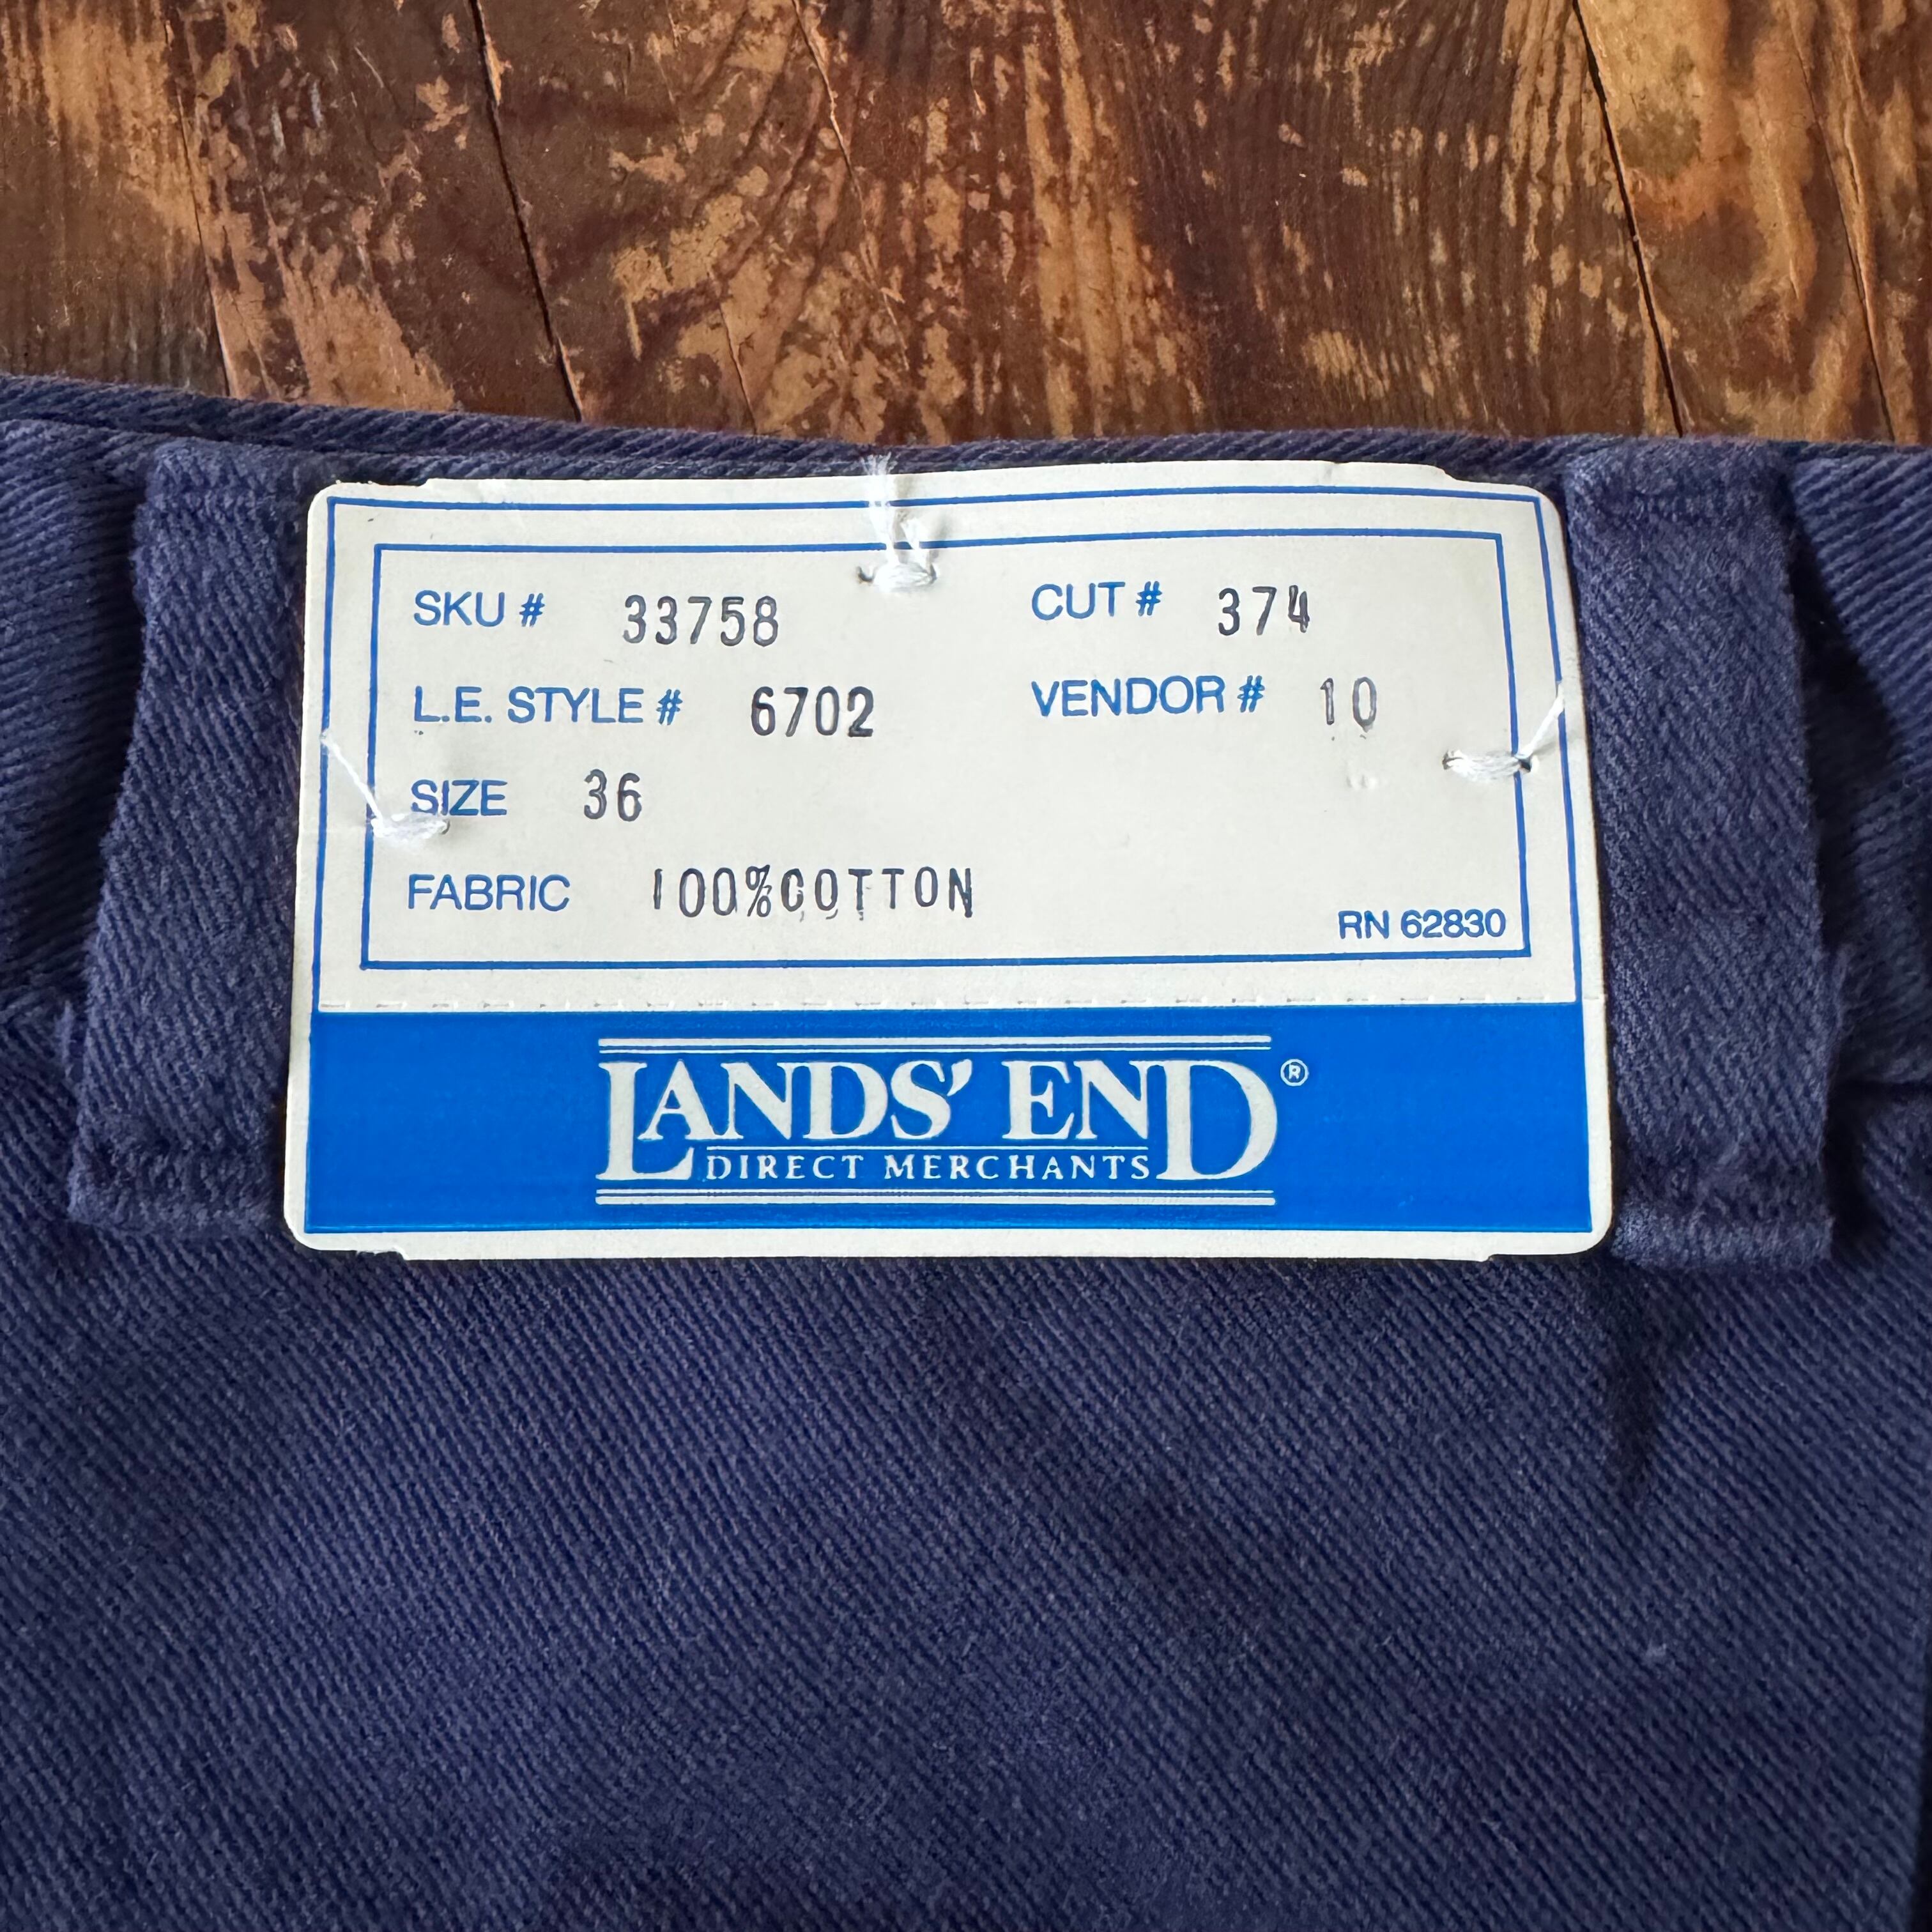 SKU # 33758 CUT # 374
L.E. STYLE # 6702 VENDOR # 10
SIZE 36
FABRIC 100%COTTON
RN 62830
LANDS' END®
DIRECT MERCHANTS